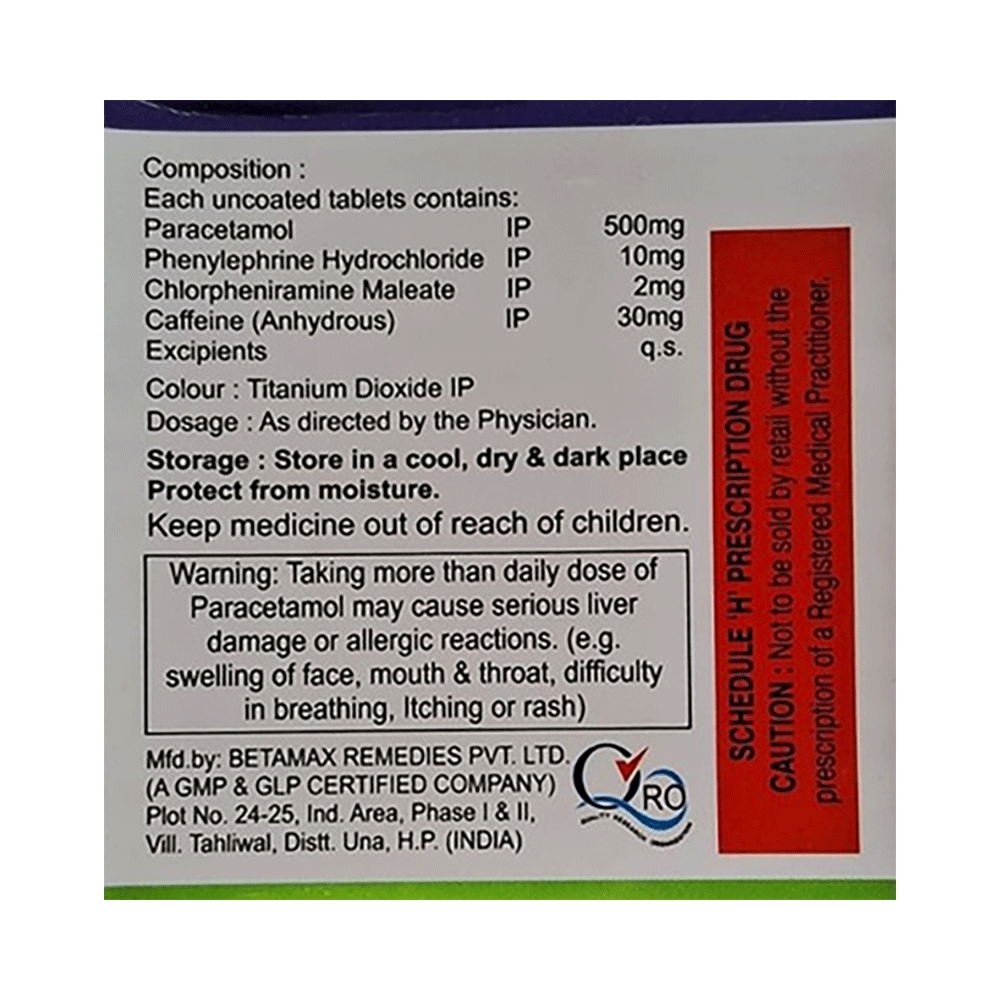 Composition :
Each uncoated tablets contains:
Paracetamol IP 500mg
Phenylephrine Hydrochloride IP 10mg
Chlorpheniramine Maleate IP 2mg
Caffeine (Anhydrous) IP 30mg
Excipients q.s.
Colour : Titanium Dioxide IP
Dosage : As directed by the Physician.
Storage : Store in a cool, dry & dark place
Protect from moisture.
Keep medicine out of reach of children.
Warning: Taking more than daily dose of
Paracetamol may cause serious liver
damage or allergic reactions. (e.g.
swelling of face, mouth & throat, difficulty
in breathing, Itching or rash)
Mfd.by: BETAMAX REMEDIES PVT. LTD.
(A GMP & GLP CERTIFIED COMPANY)
Plot No. 24-25, Ind. Area, Phase I & II,
Vill. Tahliwal, Distt. Una, H.P. (INDIA)
QRO
SCHEDULE 'H' PRESCRIPTION DRUG
CAUTION : Not to be sold by retail without the
prescription of a Registered Medical Practitioner.